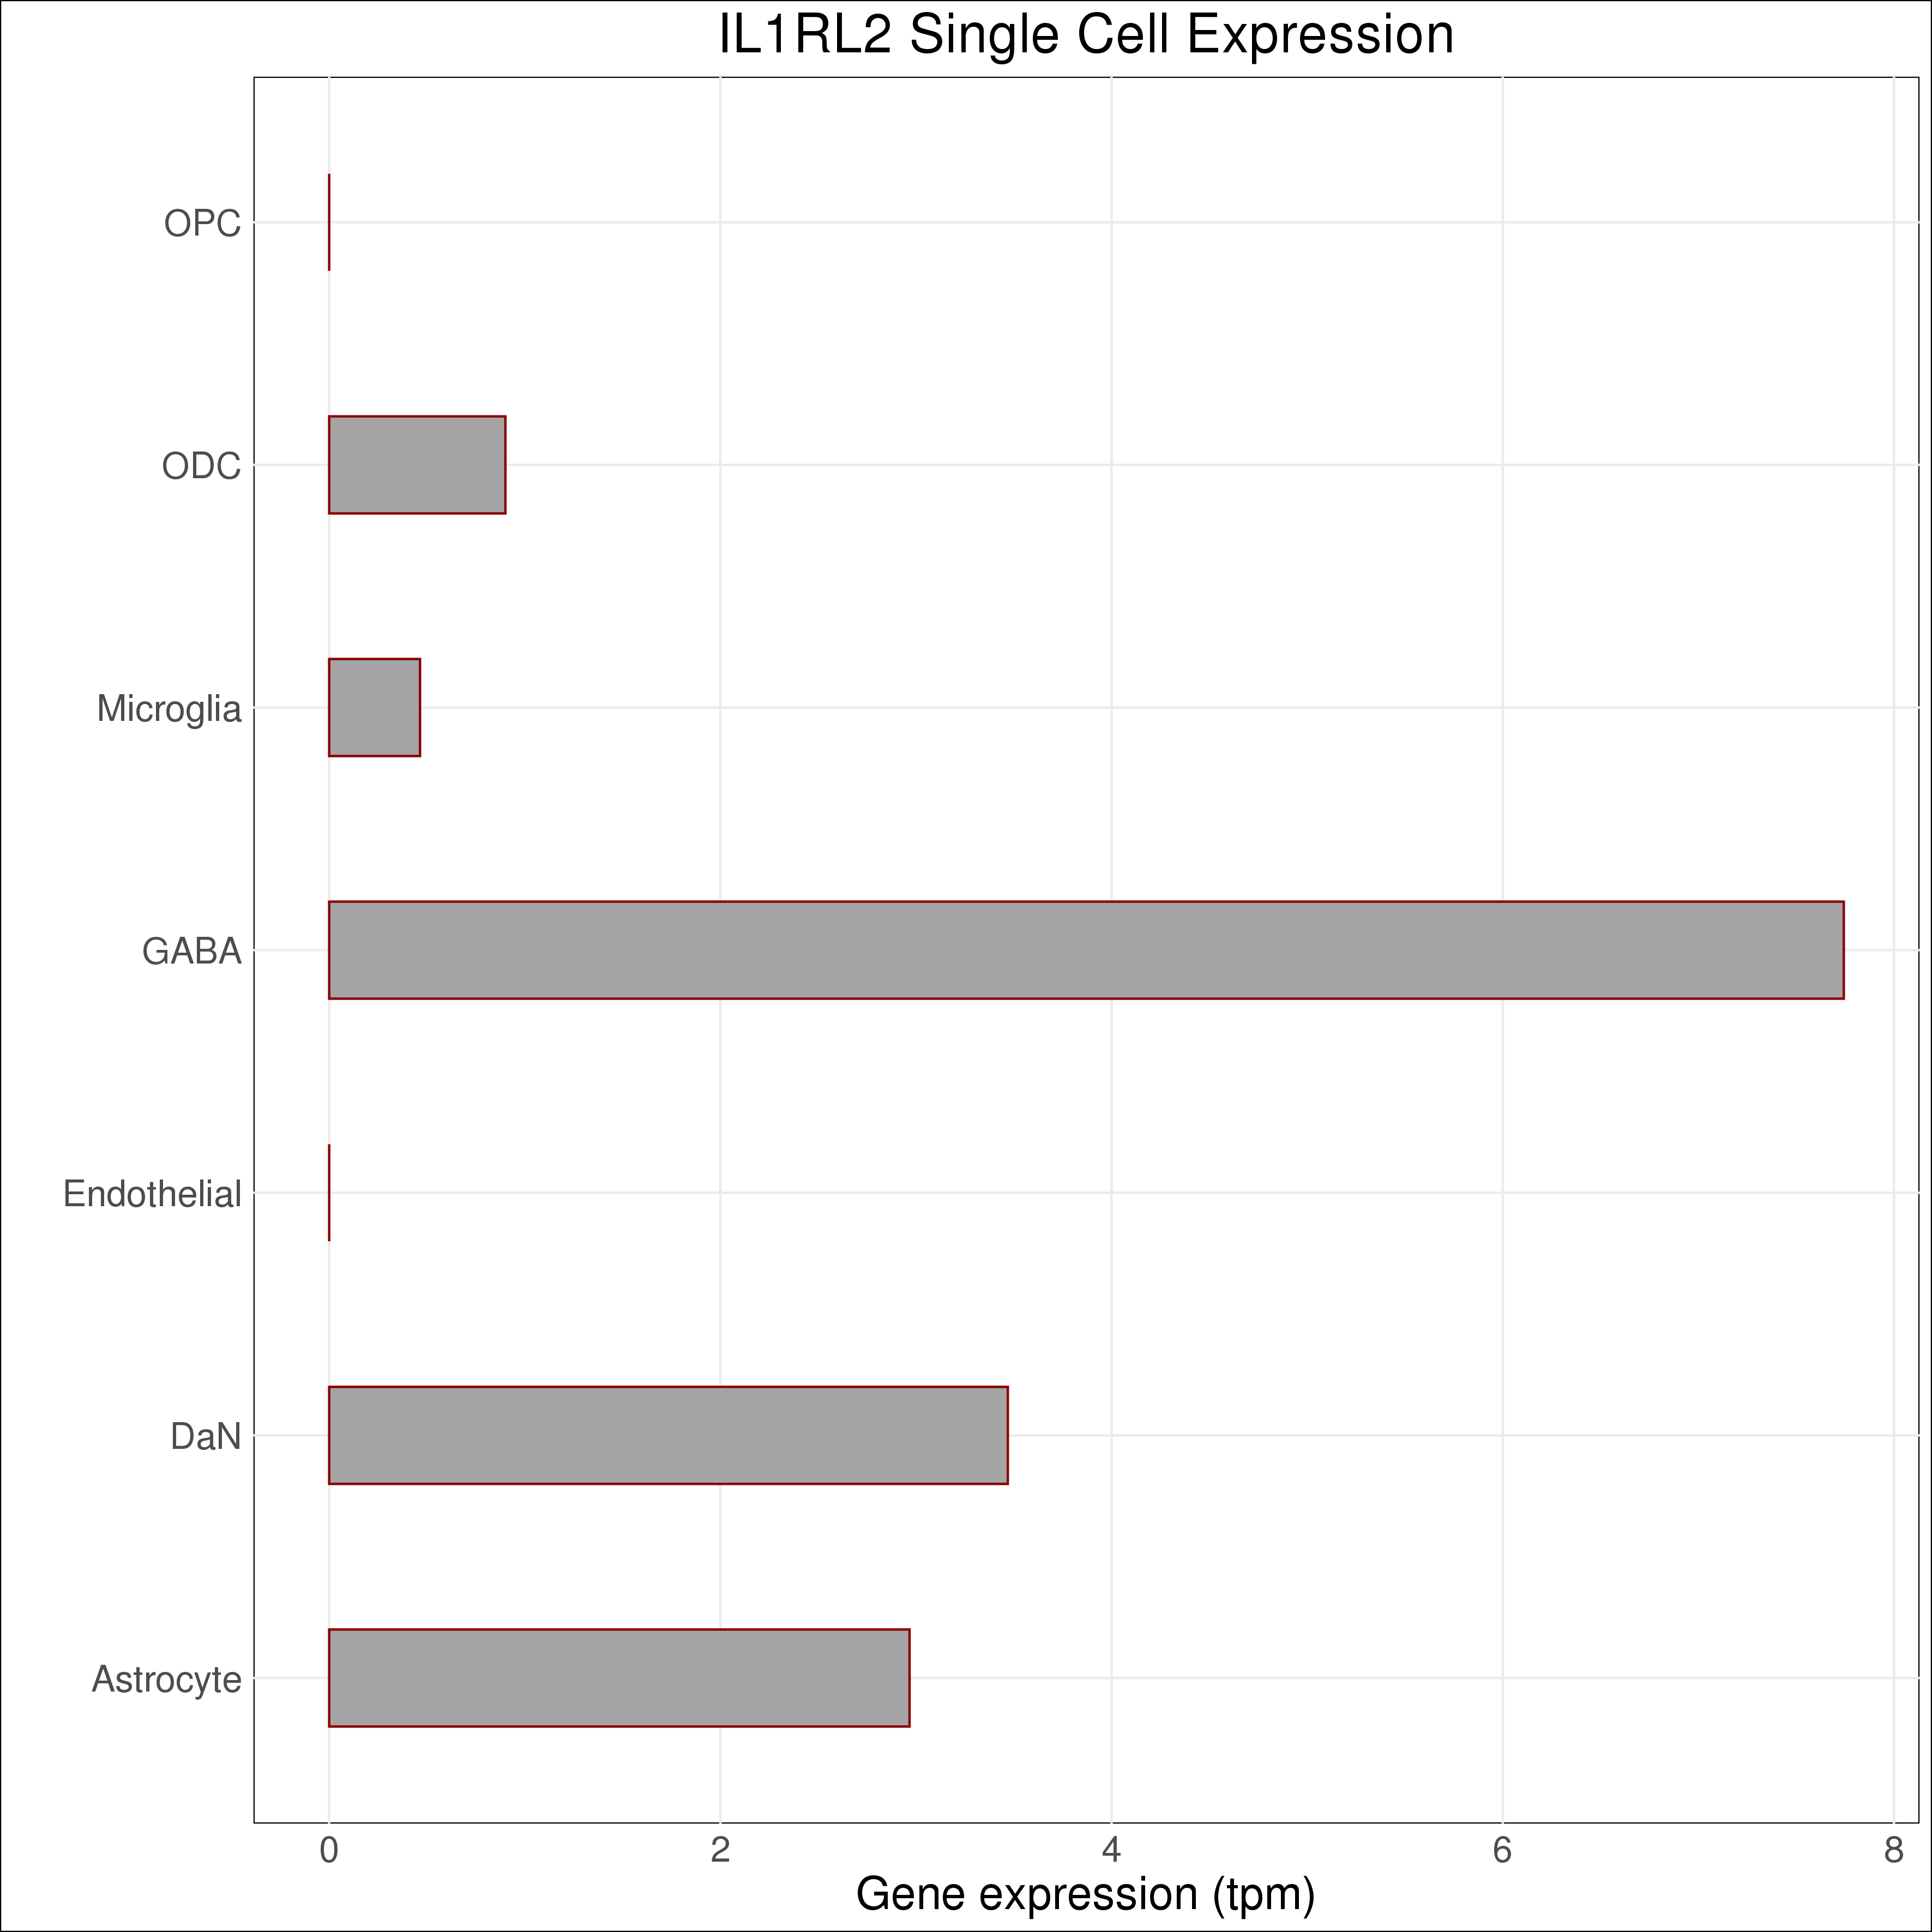 IL1RL2 Single Cell Expression
OPC
ODC
Microglia
GABA
Endothelial
DaN
Astrocyte
0 2 4 6 8
Gene expression (tpm)